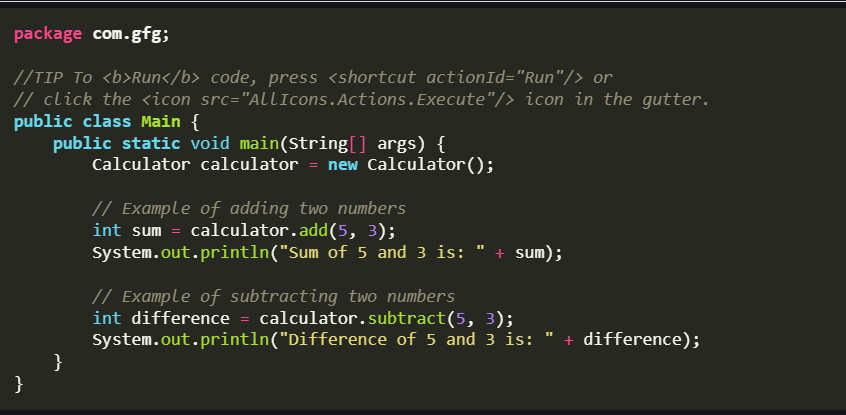 package com.gfg;
//TIP To <b>Run</b> code, press <shortcut actionId="Run"/> or
// click the <icon src="AllIcons.Actions.Execute"/> icon in the gutter.
public class Main {
    public static void main(String[] args) {
        Calculator calculator = new Calculator();
        // Example of adding two numbers
        int sum = calculator.add(5, 3);
        System.out.println("Sum of 5 and 3 is: " + sum);
        // Example of subtracting two numbers
        int difference = calculator.subtract(5, 3);
        System.out.println("Difference of 5 and 3 is: " + difference);
    }
}